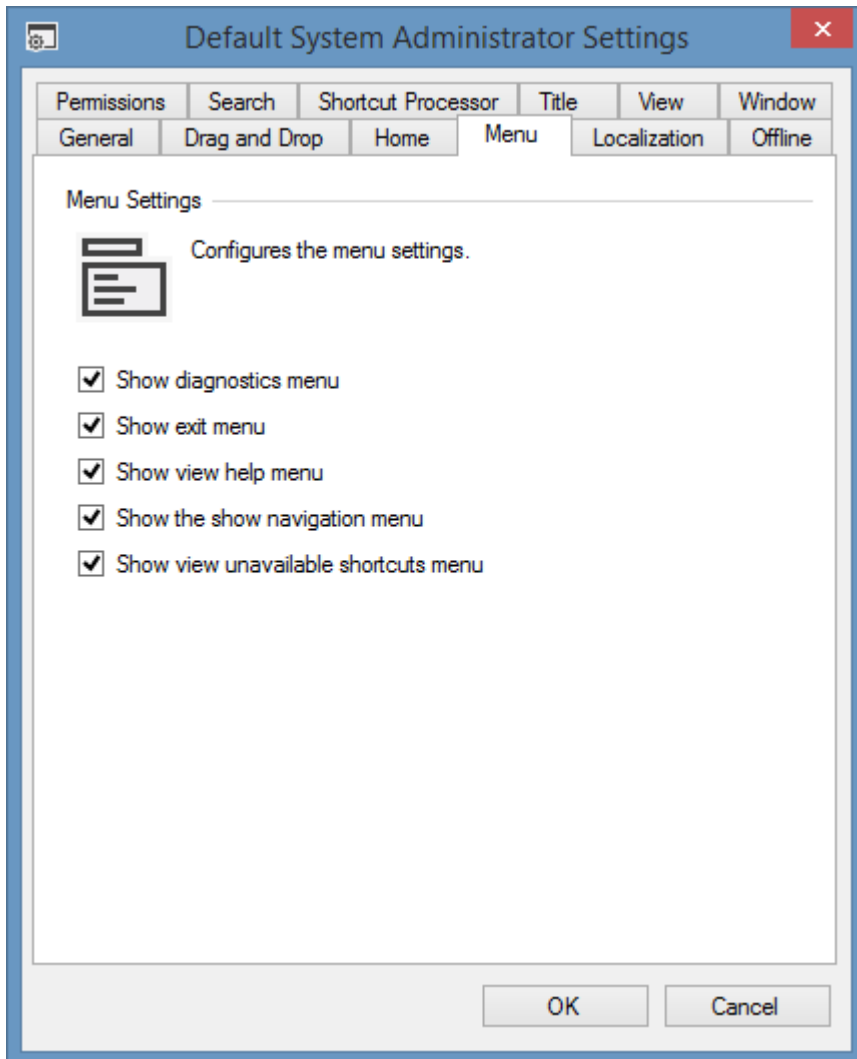 Default System Administrator Settings
Permissions Search Shortcut Processor Title View Window
General Drag and Drop Home Menu Localization Offline
Menu Settings
Configures the menu settings.
Show diagnostics menu
Show exit menu
Show view help menu
Show the show navigation menu
Show view unavailable shortcuts menu
OK Cancel